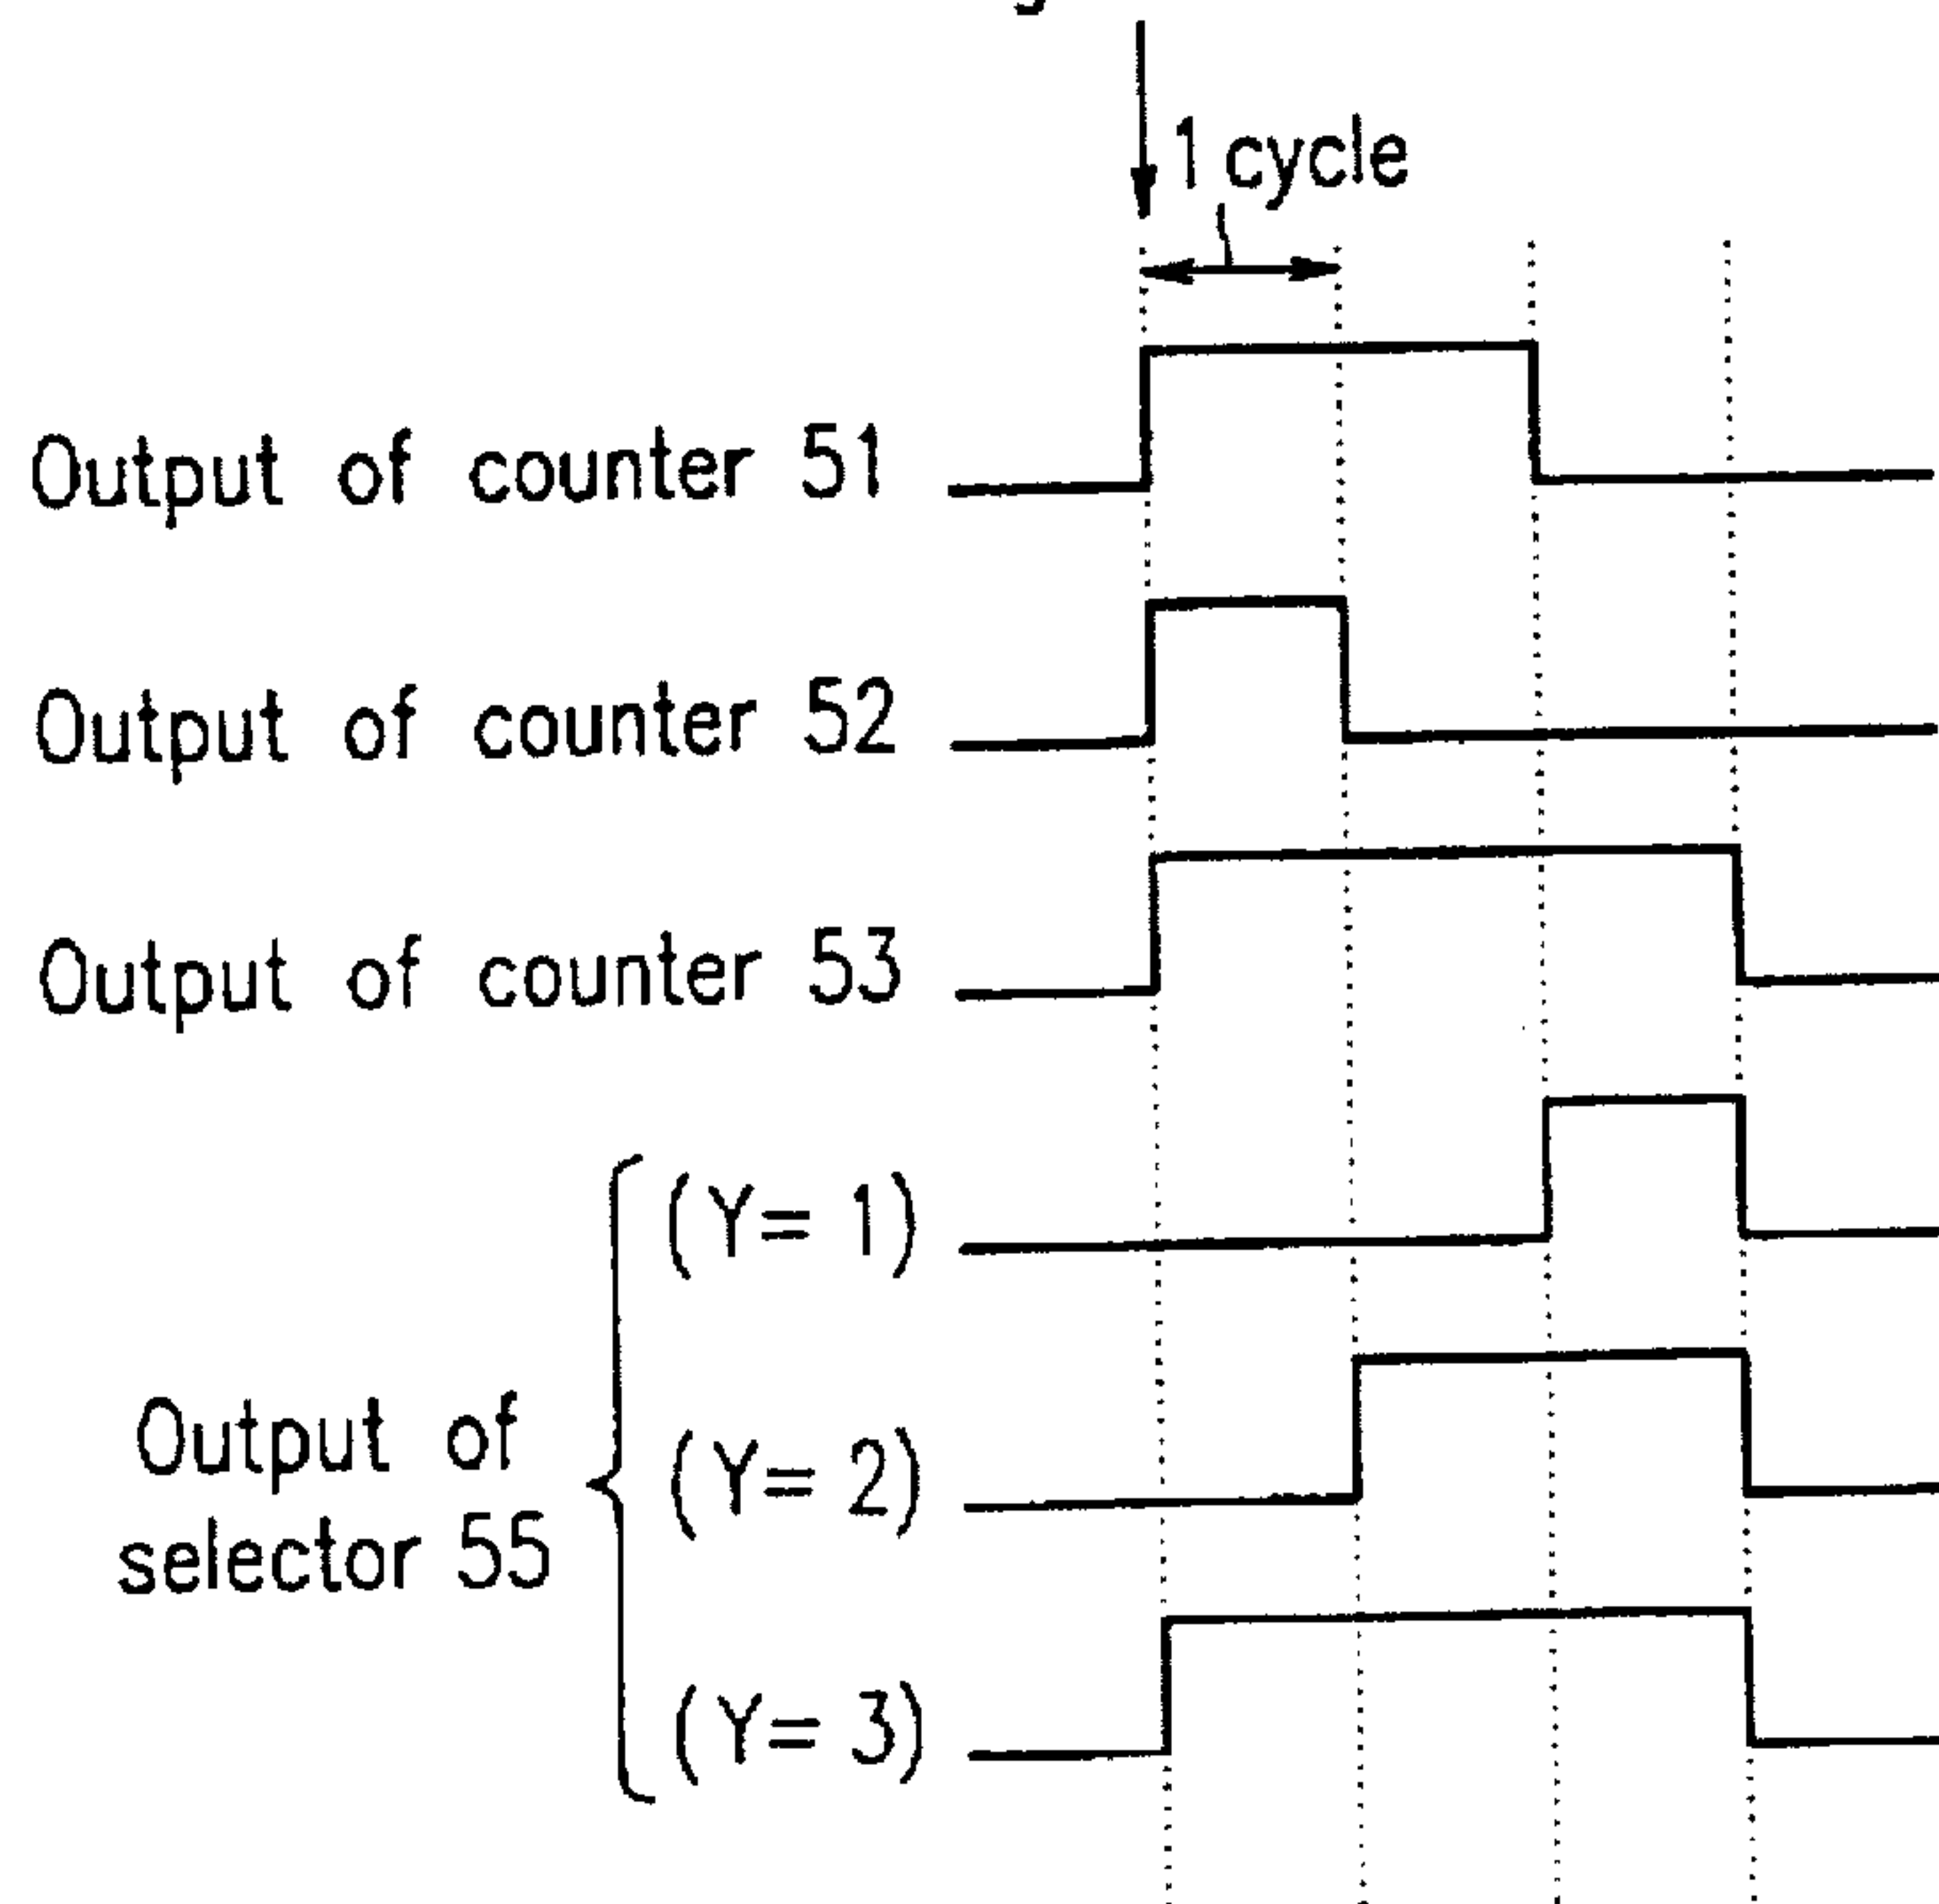 1 cycle
Output of counter 51
Output of counter 52
Output of counter 53
(Y= 1)
Output of
selector 55
(Y= 2)
(Y= 3)